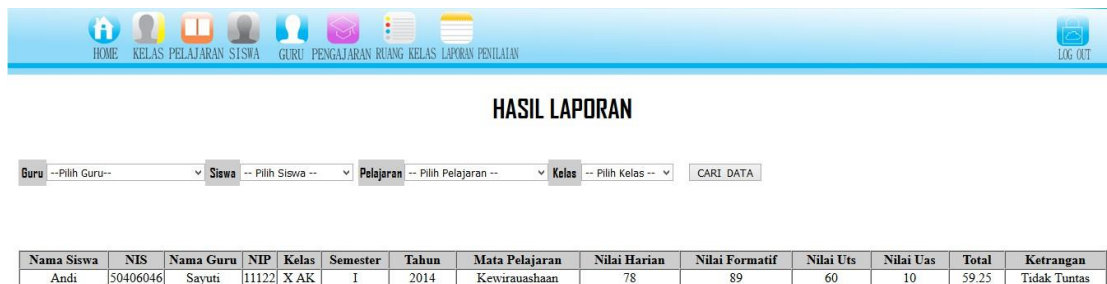 HOME KELAS PELAJARAN SISWA GURU PENGAJARAN RUANG KELAS LAPORAN PENILAIAN LOG OUT
HASIL LAPORAN
Guru --Pilih Guru-- Siswa -- Pilih Siswa -- Pelajaran -- Pilih Pelajaran -- Kelas -- Pilih Kelas -- CARI DATA
Nama Siswa NIS Nama Guru NIP Kelas Semester Tahun Mata Pelajaran Nilai Harian Nilai Formatif Nilai Uts Nilai Uas Total Ketrangan
Andi 50406046 Sayuti 11122 X AK I 2014 Kewirauashaan 78 89 60 10 59.25 Tidak Tuntas